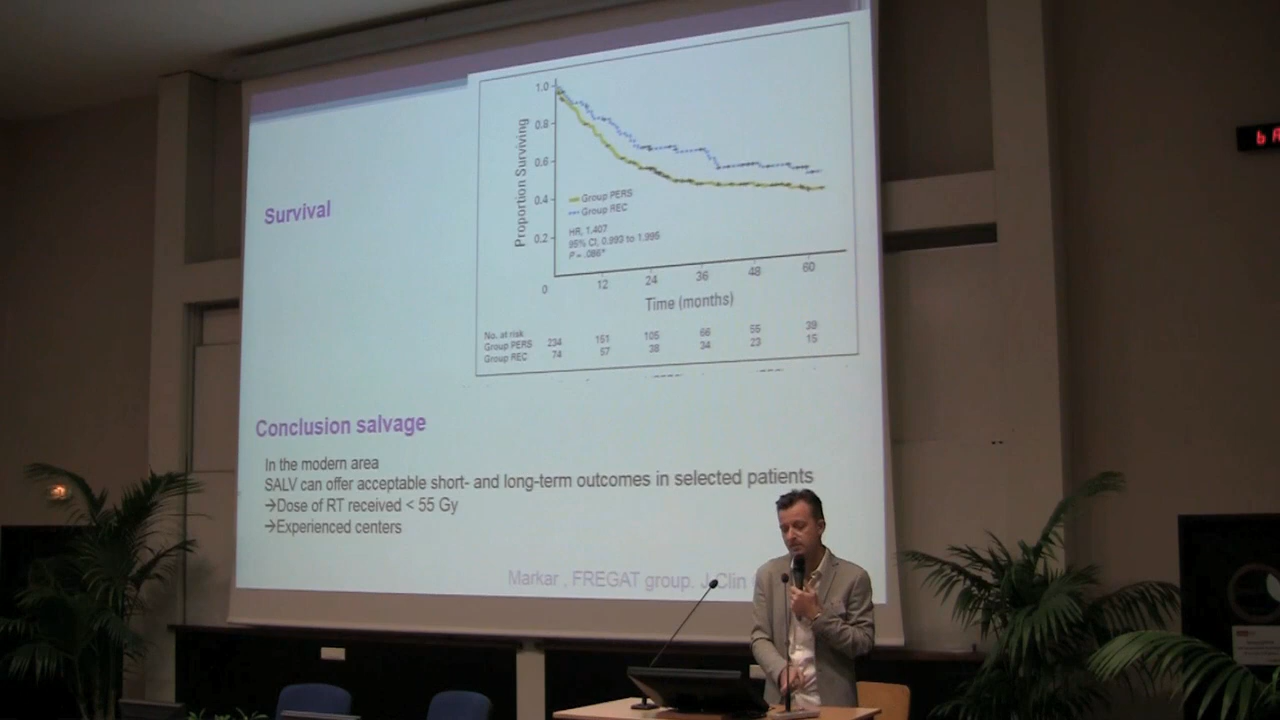 Survival
1.0
0.8
0.6
0.4
0.2
0
Proportion Surviving
Group PERS
Group REC
HR, 1.407
95% CI, 0.993 to 1.995
P = .066*
12 24 36 48 60
Time (months)
No. at risk
Group PERS 234 151 105 66 55 39
Group REC 74 57 38 34 23 15
Conclusion salvage
In the modern area
SALV can offer acceptable short- and long-term outcomes in selected patients
→Dose of RT received < 55 Gy
→Experienced centers
Markar , FREGAT group. J Clin